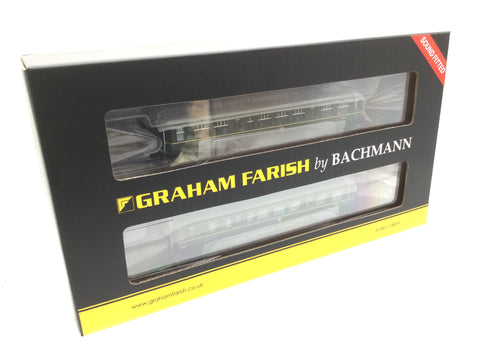 SOUND FITTED
GRAHAM FARISH by BACHMANN
www.grahamfarish.co.uk